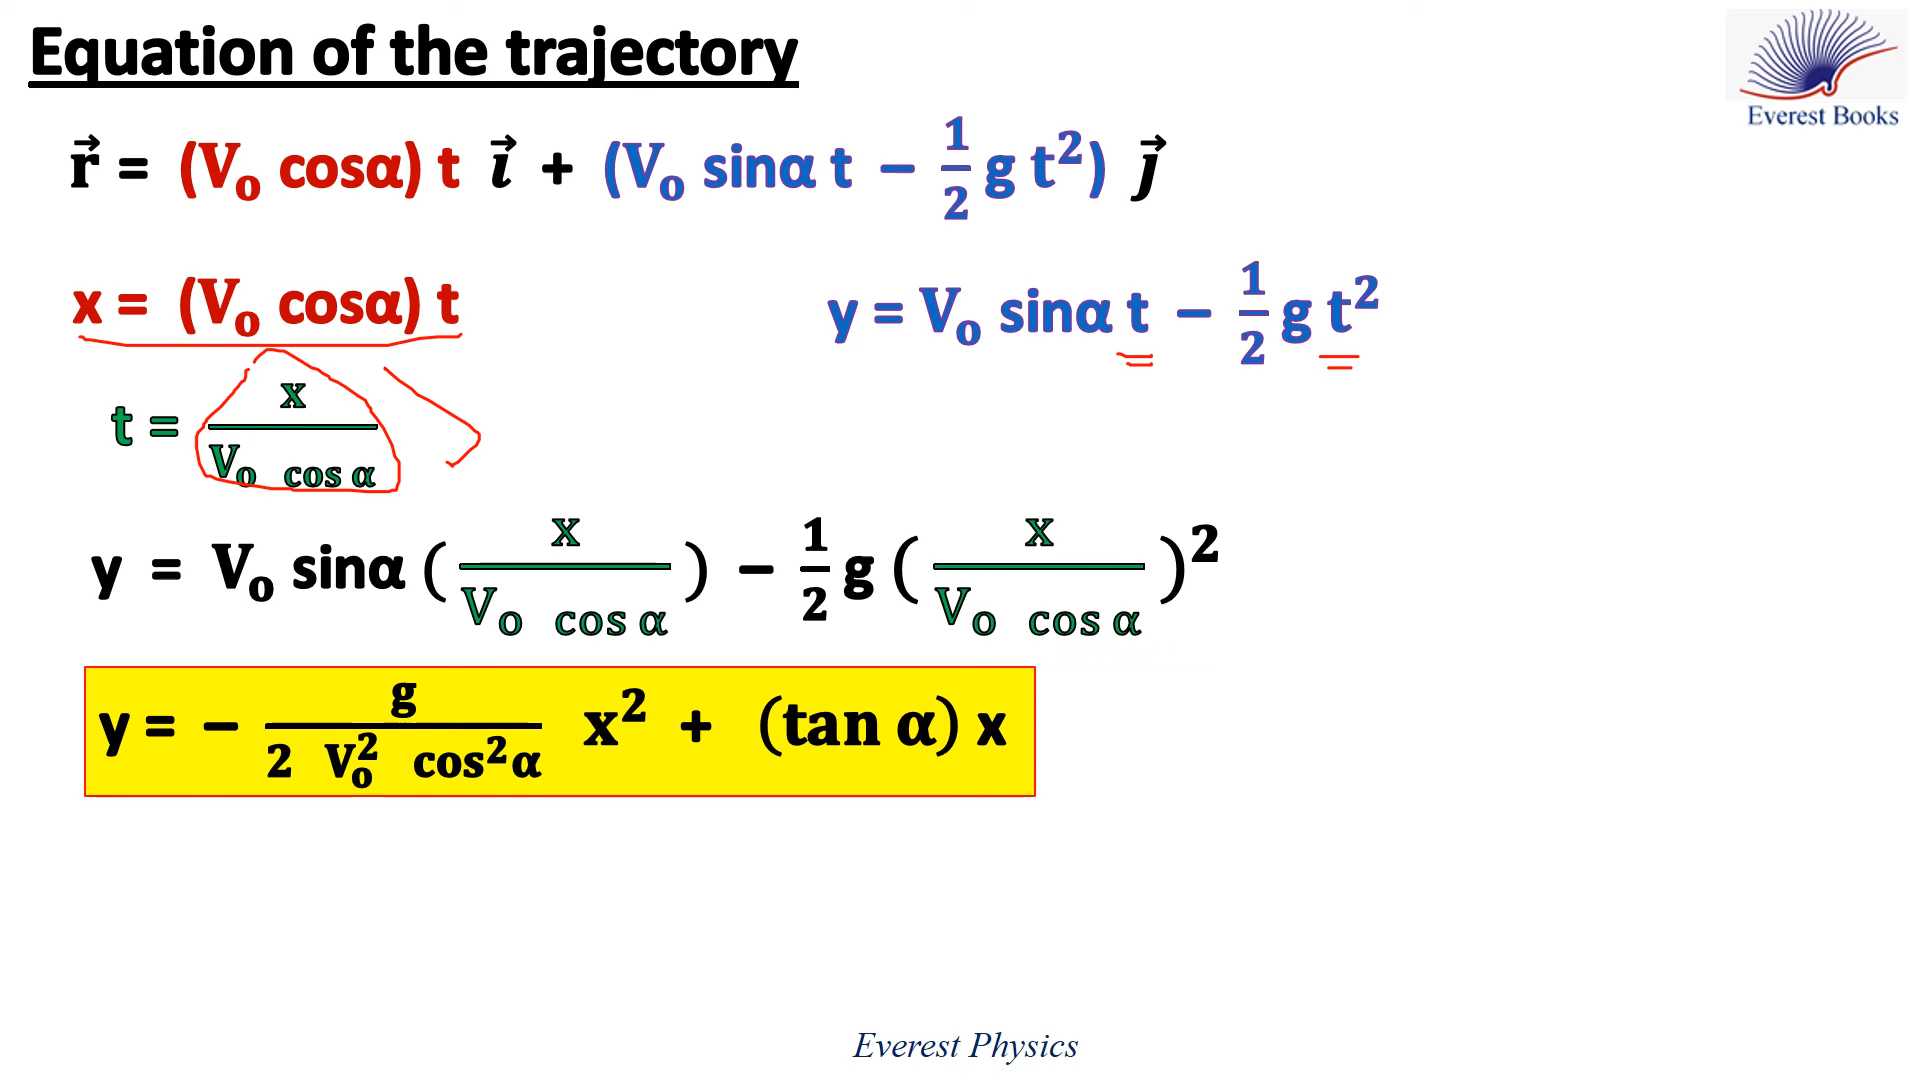 Equation of the trajectory
Everest Books
r⃗ = (V₀ cosα) t i⃗ + (V₀ sinα t − 1/2 g t²) j⃗
x = (V₀ cosα) t
y = V₀ sinα t − 1/2 g t²
t = x / V₀ cos α
y = V₀ sinα ( x / V₀ cos α ) − 1/2 g ( x / V₀ cos α )²
y = − g / 2 V₀² cos²α x² + (tan α) x
Everest Physics